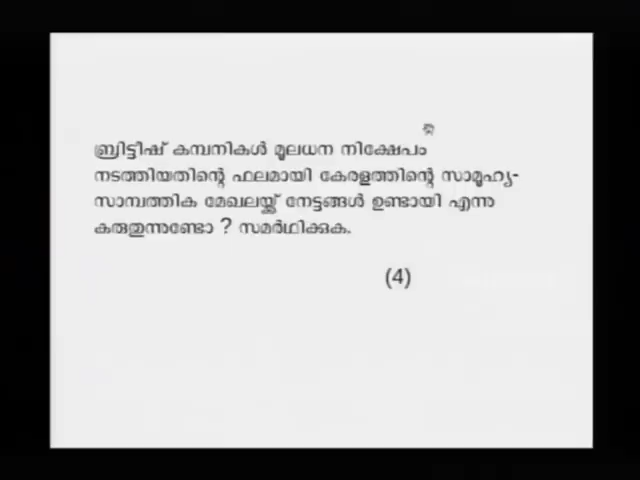 ബ്രിട്ടീഷ് കമ്പനികൾ മൂലധന നിക്ഷേപം
നടത്തിയതിന്റെ ഫലമായി കേരളത്തിന്റെ സാമൂഹ്യ-
സാമ്പത്തിക മേഖലയ്ക്ക് നേട്ടങ്ങൾ ഉണ്ടായി എന്നു
കരുതുന്നുണ്ടോ ? സമർഥിക്കുക.
(4)